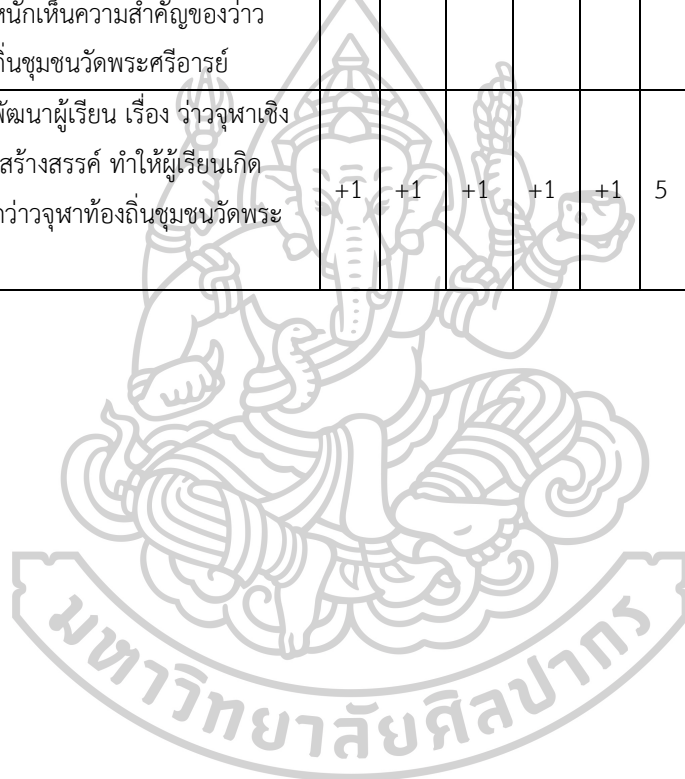 หนักเห็นความสำคัญของว่าว
ถิ่นชุมชนวัดพระศรีอารย์
พัฒนาผู้เรียน เรื่อง ว่าวจุฬาเชิง
สร้างสรรค์ ทำให้ผู้เรียนเกิด
ว่าวจุฬาท้องถิ่นชุมชนวัดพระ
+1 +1 +1 +1 +1 5
มหาวิทยาลัยศิลปากร